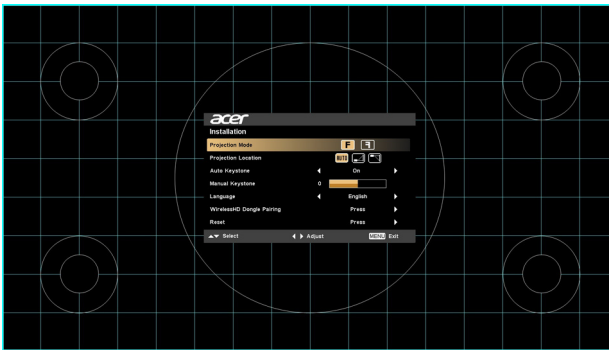 acer
Installation
Projection Mode F F
Projection Location AUTO
Auto Keystone On
Manual Keystone 0
Language English
WirelessHD Dongle Pairing Press
Reset Press
Select Adjust MENU Exit